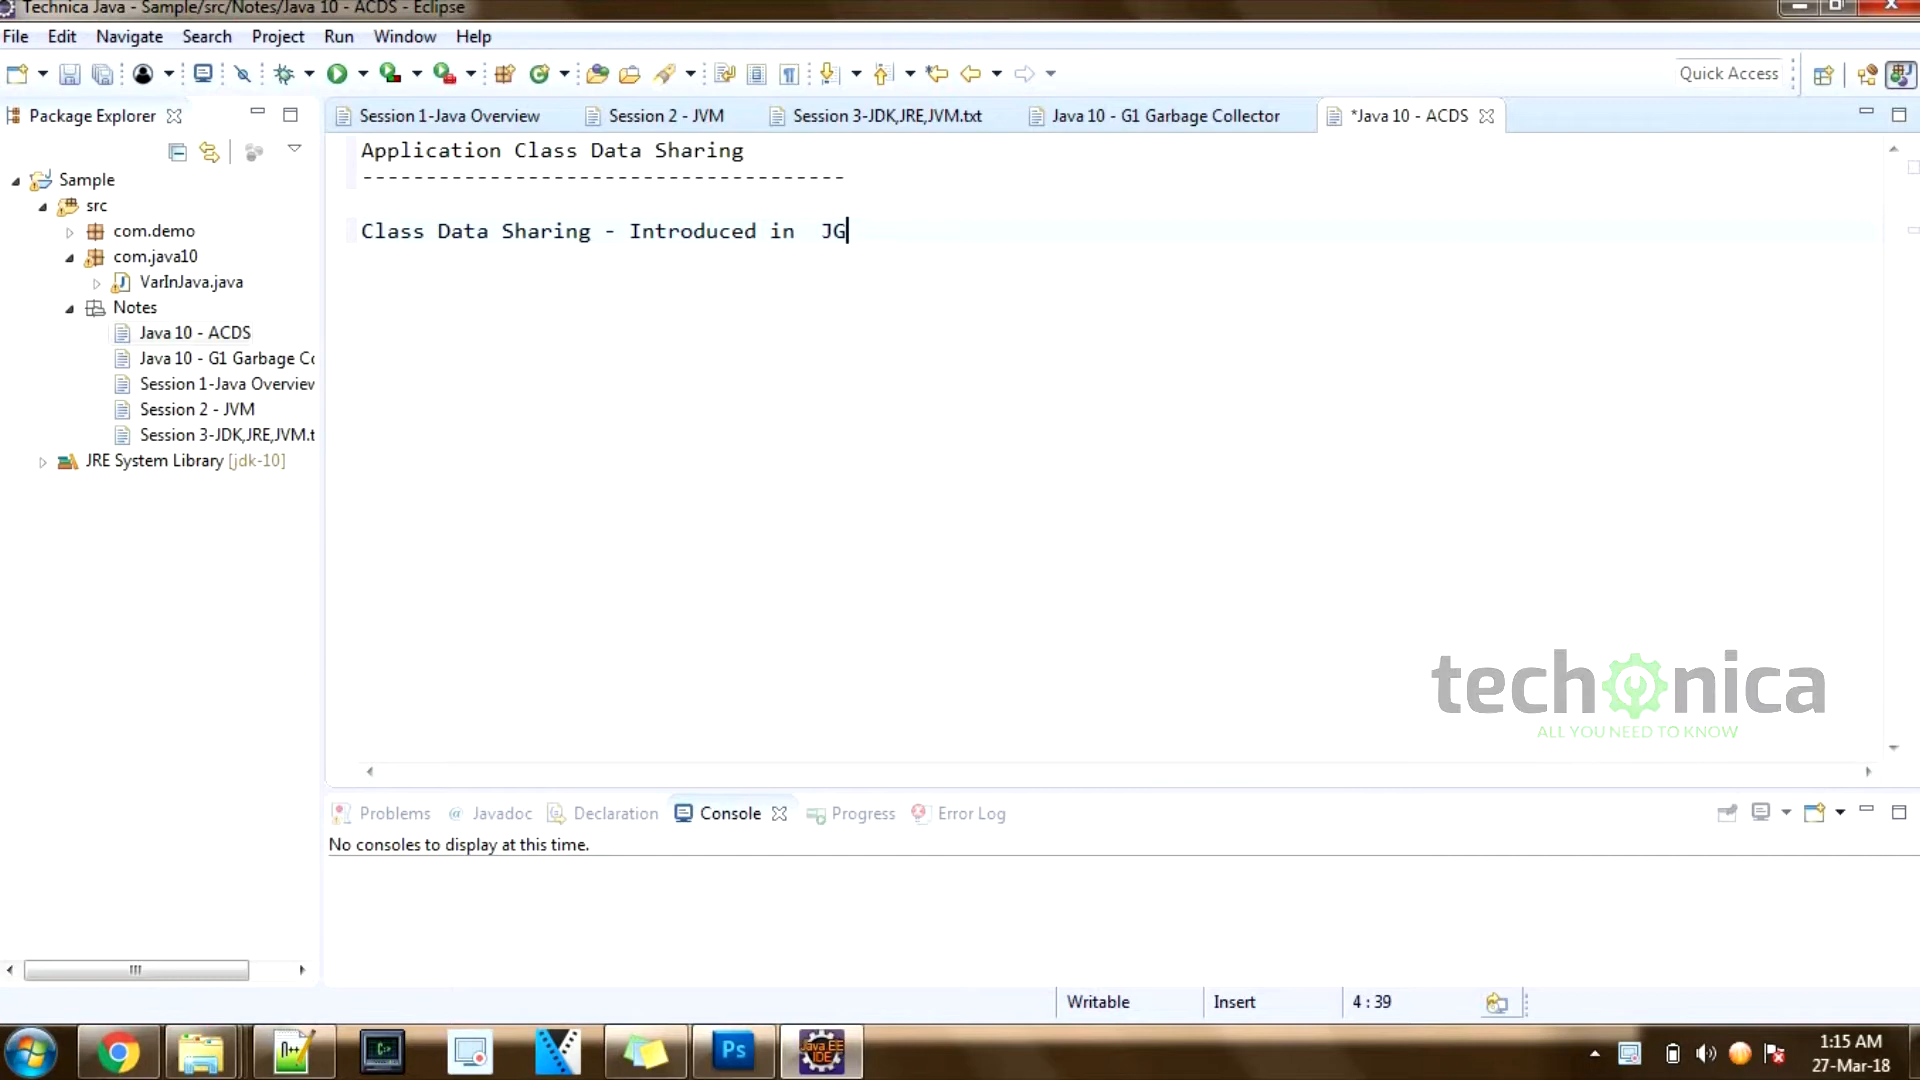 Technica Java - Sample/src/Notes/Java 10 - ACDS - Eclipse
File Edit Navigate Search Project Run Window Help
Quick Access
Package Explorer
Session 1-Java Overview Session 2 - JVM Session 3-JDK,JRE,JVM.txt Java 10 - G1 Garbage Collector *Java 10 - ACDS
Sample
src
com.demo
com.java10
VarInJava.java
Notes
Java 10 - ACDS
Java 10 - G1 Garbage Co
Session 1-Java Overview
Session 2 - JVM
Session 3-JDK,JRE,JVM.t
JRE System Library [jdk-10]
Application Class Data Sharing
--------------------------------------
Class Data Sharing - Introduced in  JG
technica
ALL YOU NEED TO KNOW
Problems @ Javadoc Declaration Console Progress Error Log
No consoles to display at this time.
Writable Insert 4 : 39
n++
C:\>
Ps
Java EE
IDE
1:15 AM
27-Mar-18